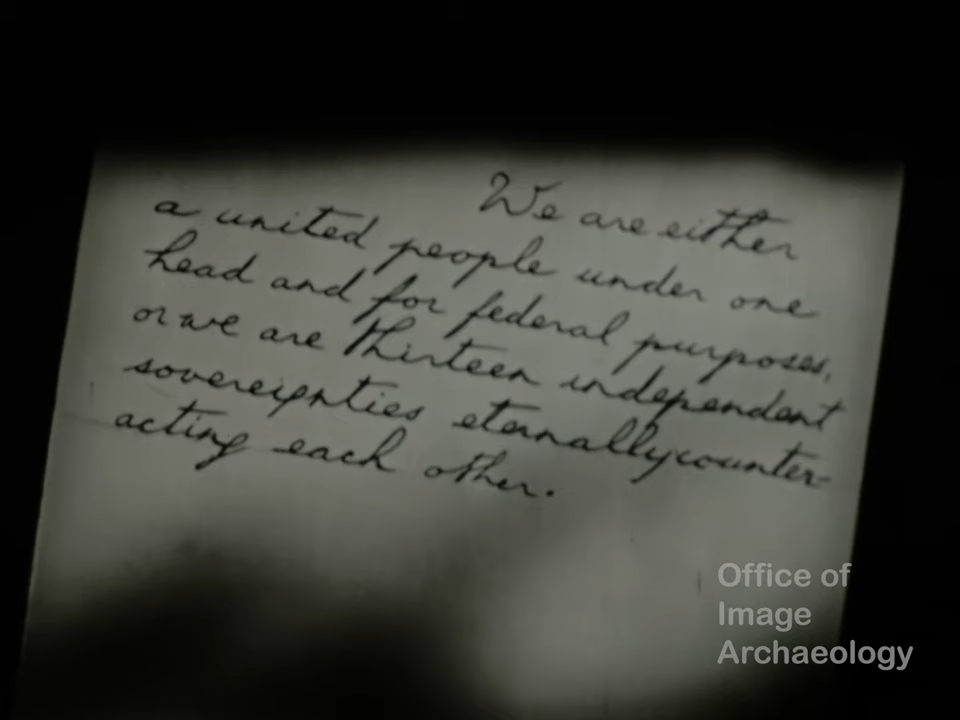 We are either
a united people under one
head and for federal purposes,
or we are thirteen independent
sovereignties eternally counter-
acting each other.
Office of
Image
Archaeology